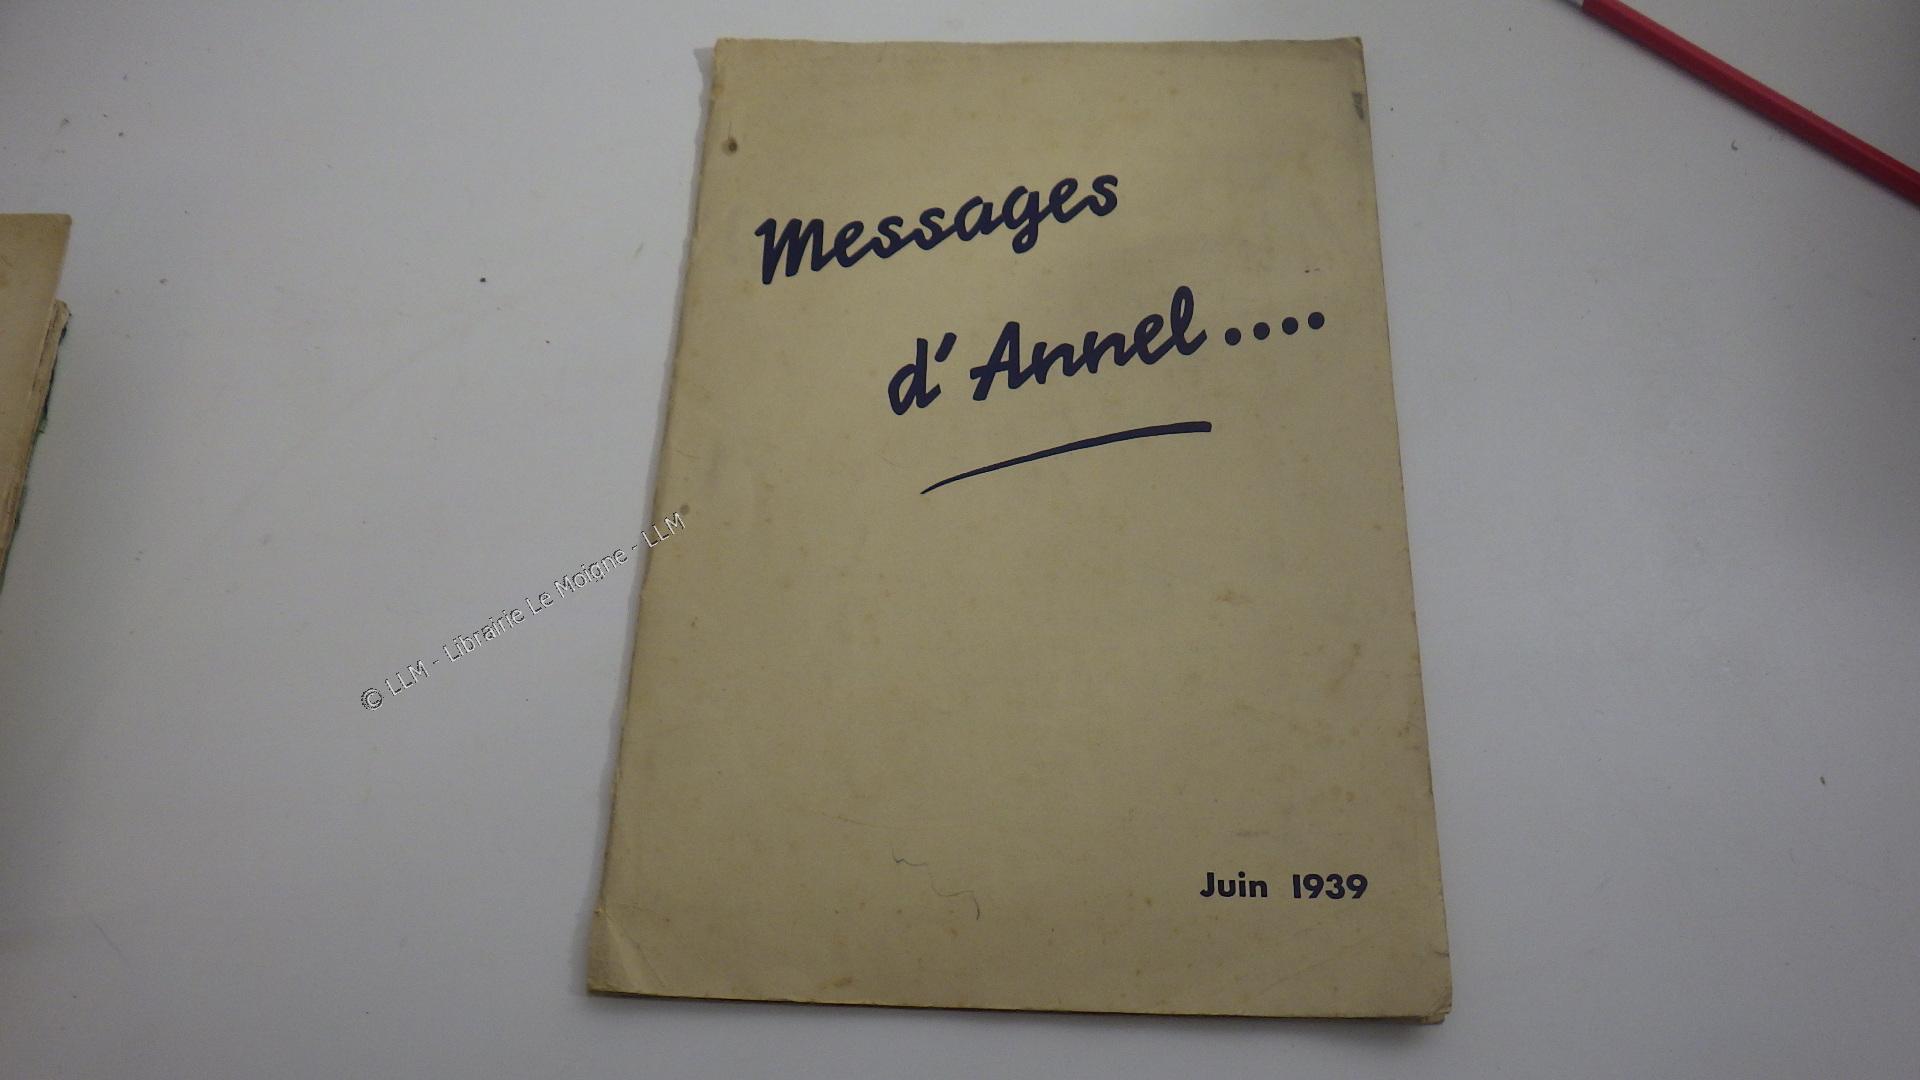 Messages
d'Annel....
© LLM - Librairie Le Moigne - LLM
Juin 1939